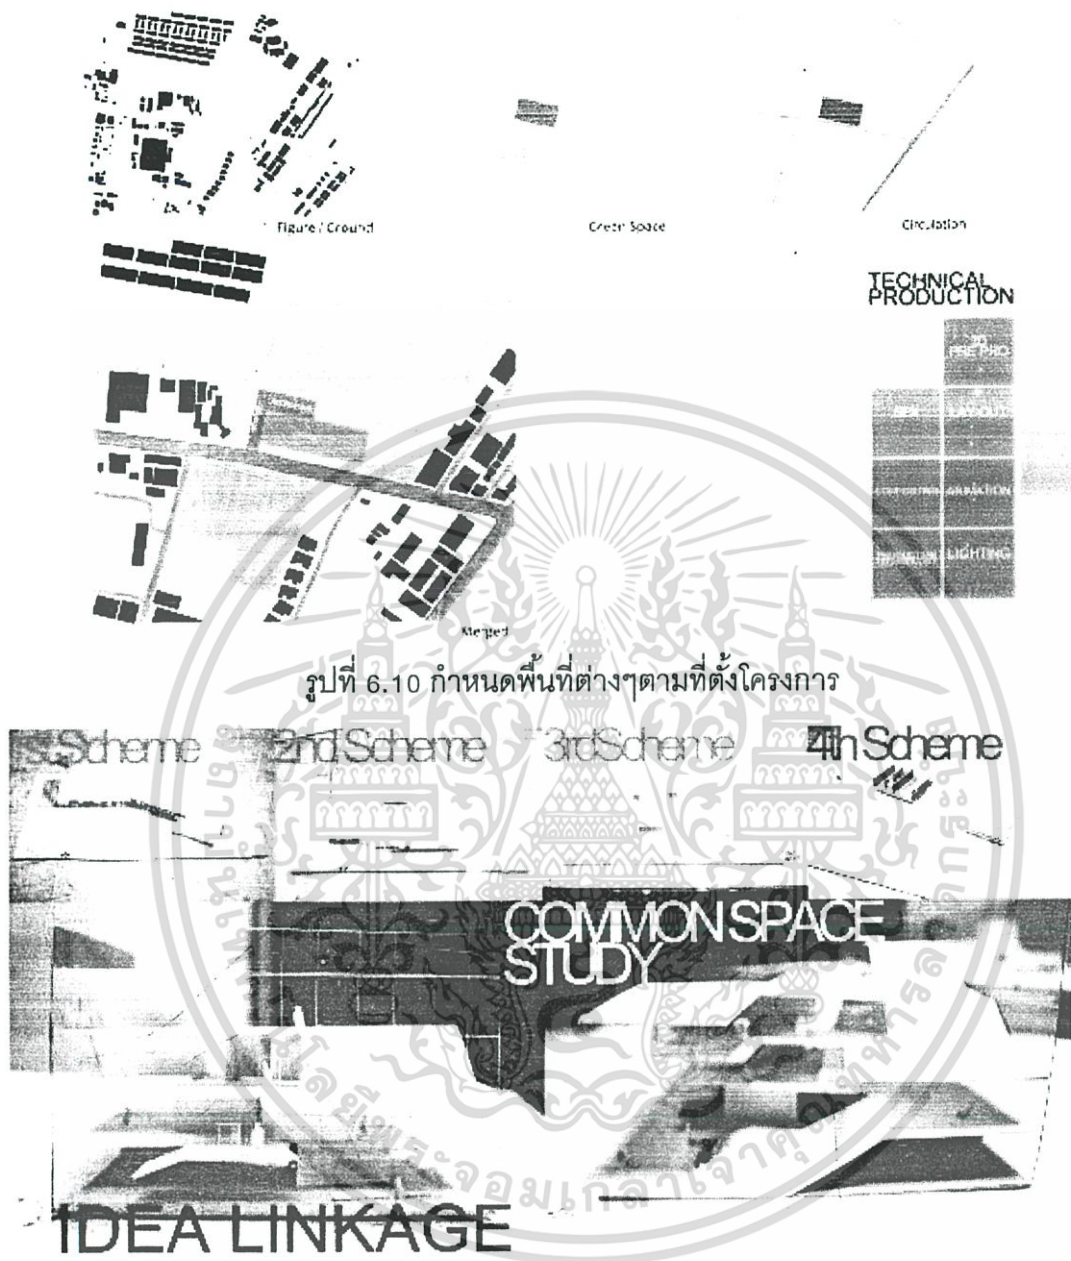 Figure / Ground
Green Space
Circulation
TECHNICAL
PRODUCTION
PRE PRO
LAYOUT
ANIMATION
LIGHTING
Merged
รูปที่ 6.10 กำหนดพื้นที่ต่างๆตามที่ตั้งโครงการ
Scheme
2nd Scheme
3rd Scheme
4th Scheme
COMMON SPACE
STUDY
IDEA LINKAGE